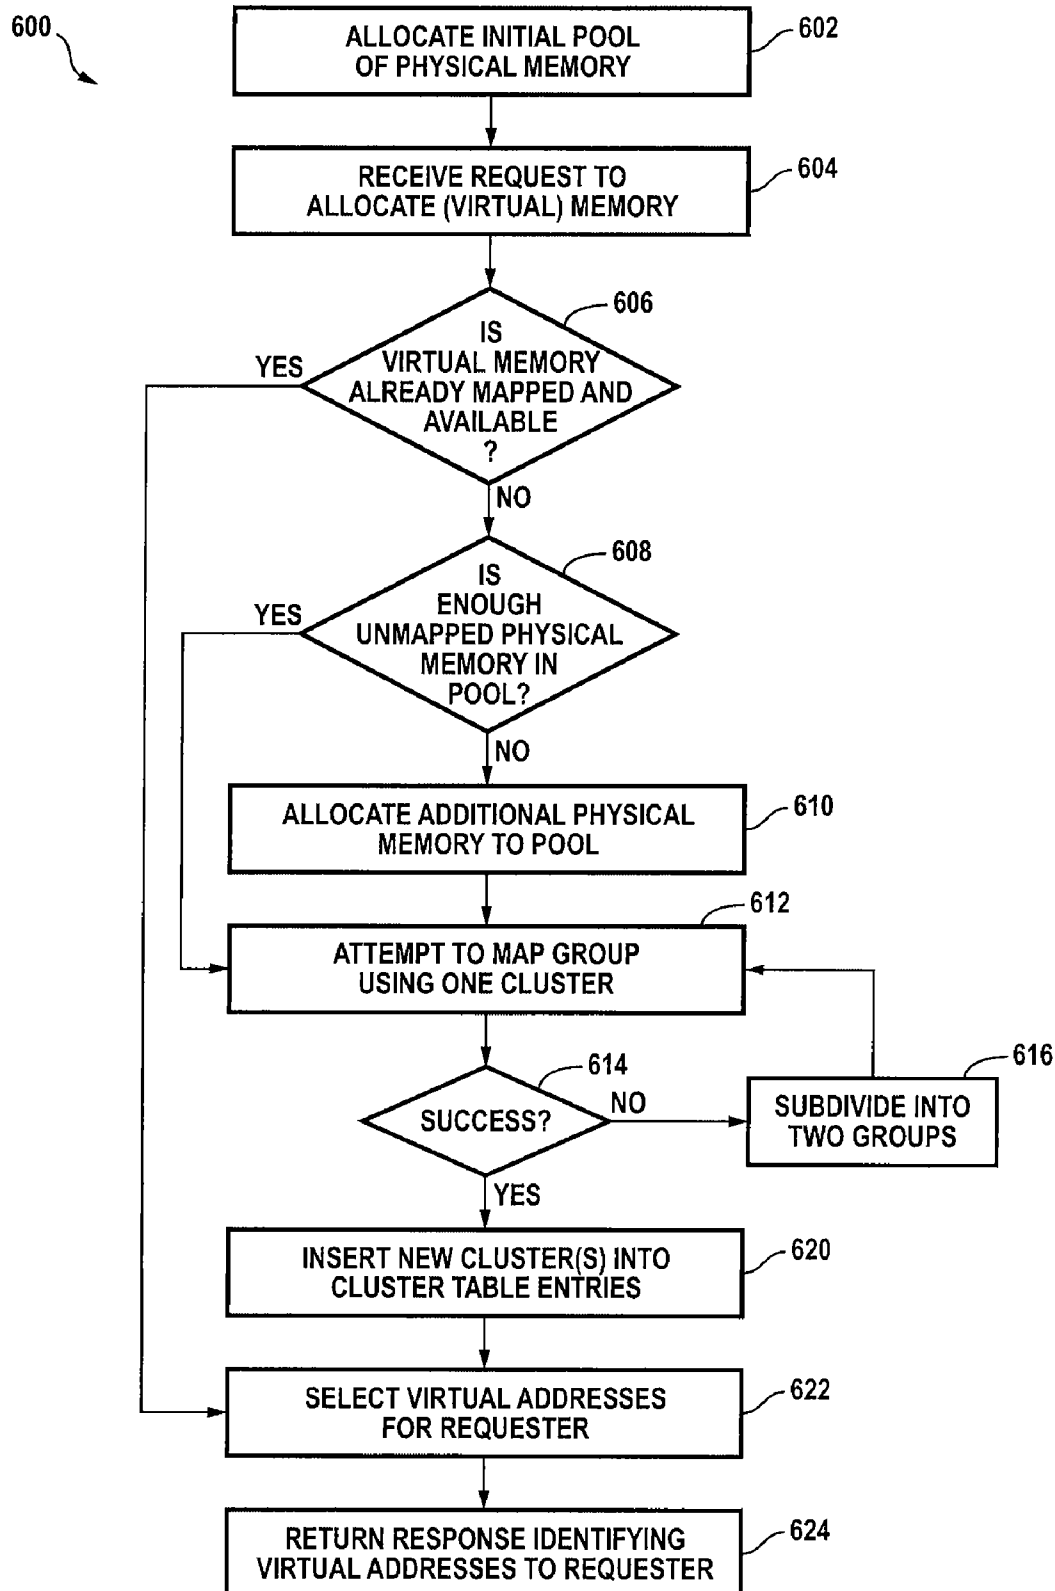 600
602
ALLOCATE INITIAL POOL
OF PHYSICAL MEMORY
604
RECEIVE REQUEST TO
ALLOCATE (VIRTUAL) MEMORY
606
IS
VIRTUAL MEMORY
ALREADY MAPPED AND
AVAILABLE
?
YES
NO
608
IS
ENOUGH
UNMAPPED PHYSICAL
MEMORY IN
POOL?
YES
NO
610
ALLOCATE ADDITIONAL PHYSICAL
MEMORY TO POOL
612
ATTEMPT TO MAP GROUP
USING ONE CLUSTER
614
SUCCESS?
NO
616
SUBDIVIDE INTO
TWO GROUPS
YES
620
INSERT NEW CLUSTER(S) INTO
CLUSTER TABLE ENTRIES
622
SELECT VIRTUAL ADDRESSES
FOR REQUESTER
624
RETURN RESPONSE IDENTIFYING
VIRTUAL ADDRESSES TO REQUESTER